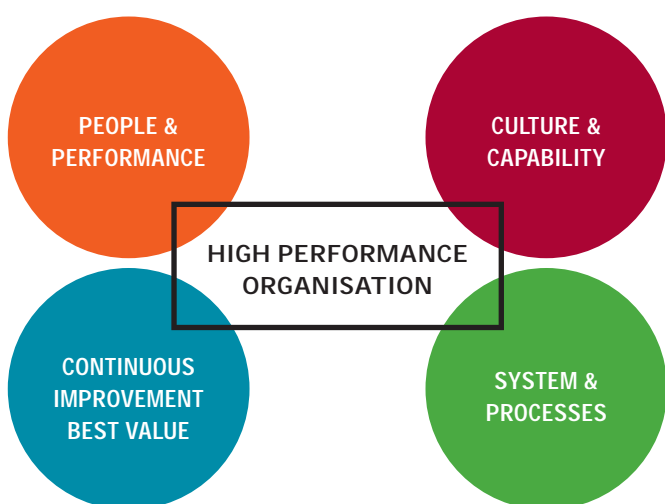 PEOPLE &
PERFORMANCE
CULTURE &
CAPABILITY
HIGH PERFORMANCE
ORGANISATION
CONTINUOUS
IMPROVEMENT
BEST VALUE
SYSTEM &
PROCESSES